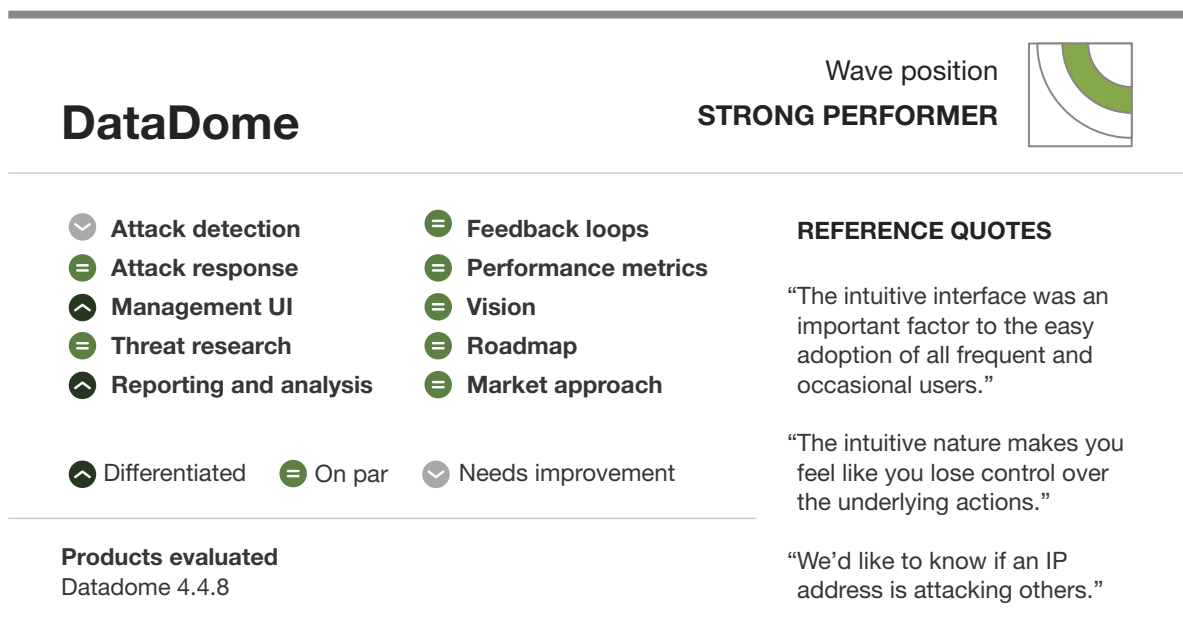 DataDome
Wave position
STRONG PERFORMER
Attack detection
Attack response
Management UI
Threat research
Reporting and analysis
Feedback loops
Performance metrics
Vision
Roadmap
Market approach
Differentiated
On par
Needs improvement
Products evaluated
Datadome 4.4.8
REFERENCE QUOTES
“The intuitive interface was an
important factor to the easy
adoption of all frequent and
occasional users.”
“The intuitive nature makes you
feel like you lose control over
the underlying actions.”
“We’d like to know if an IP
address is attacking others.”